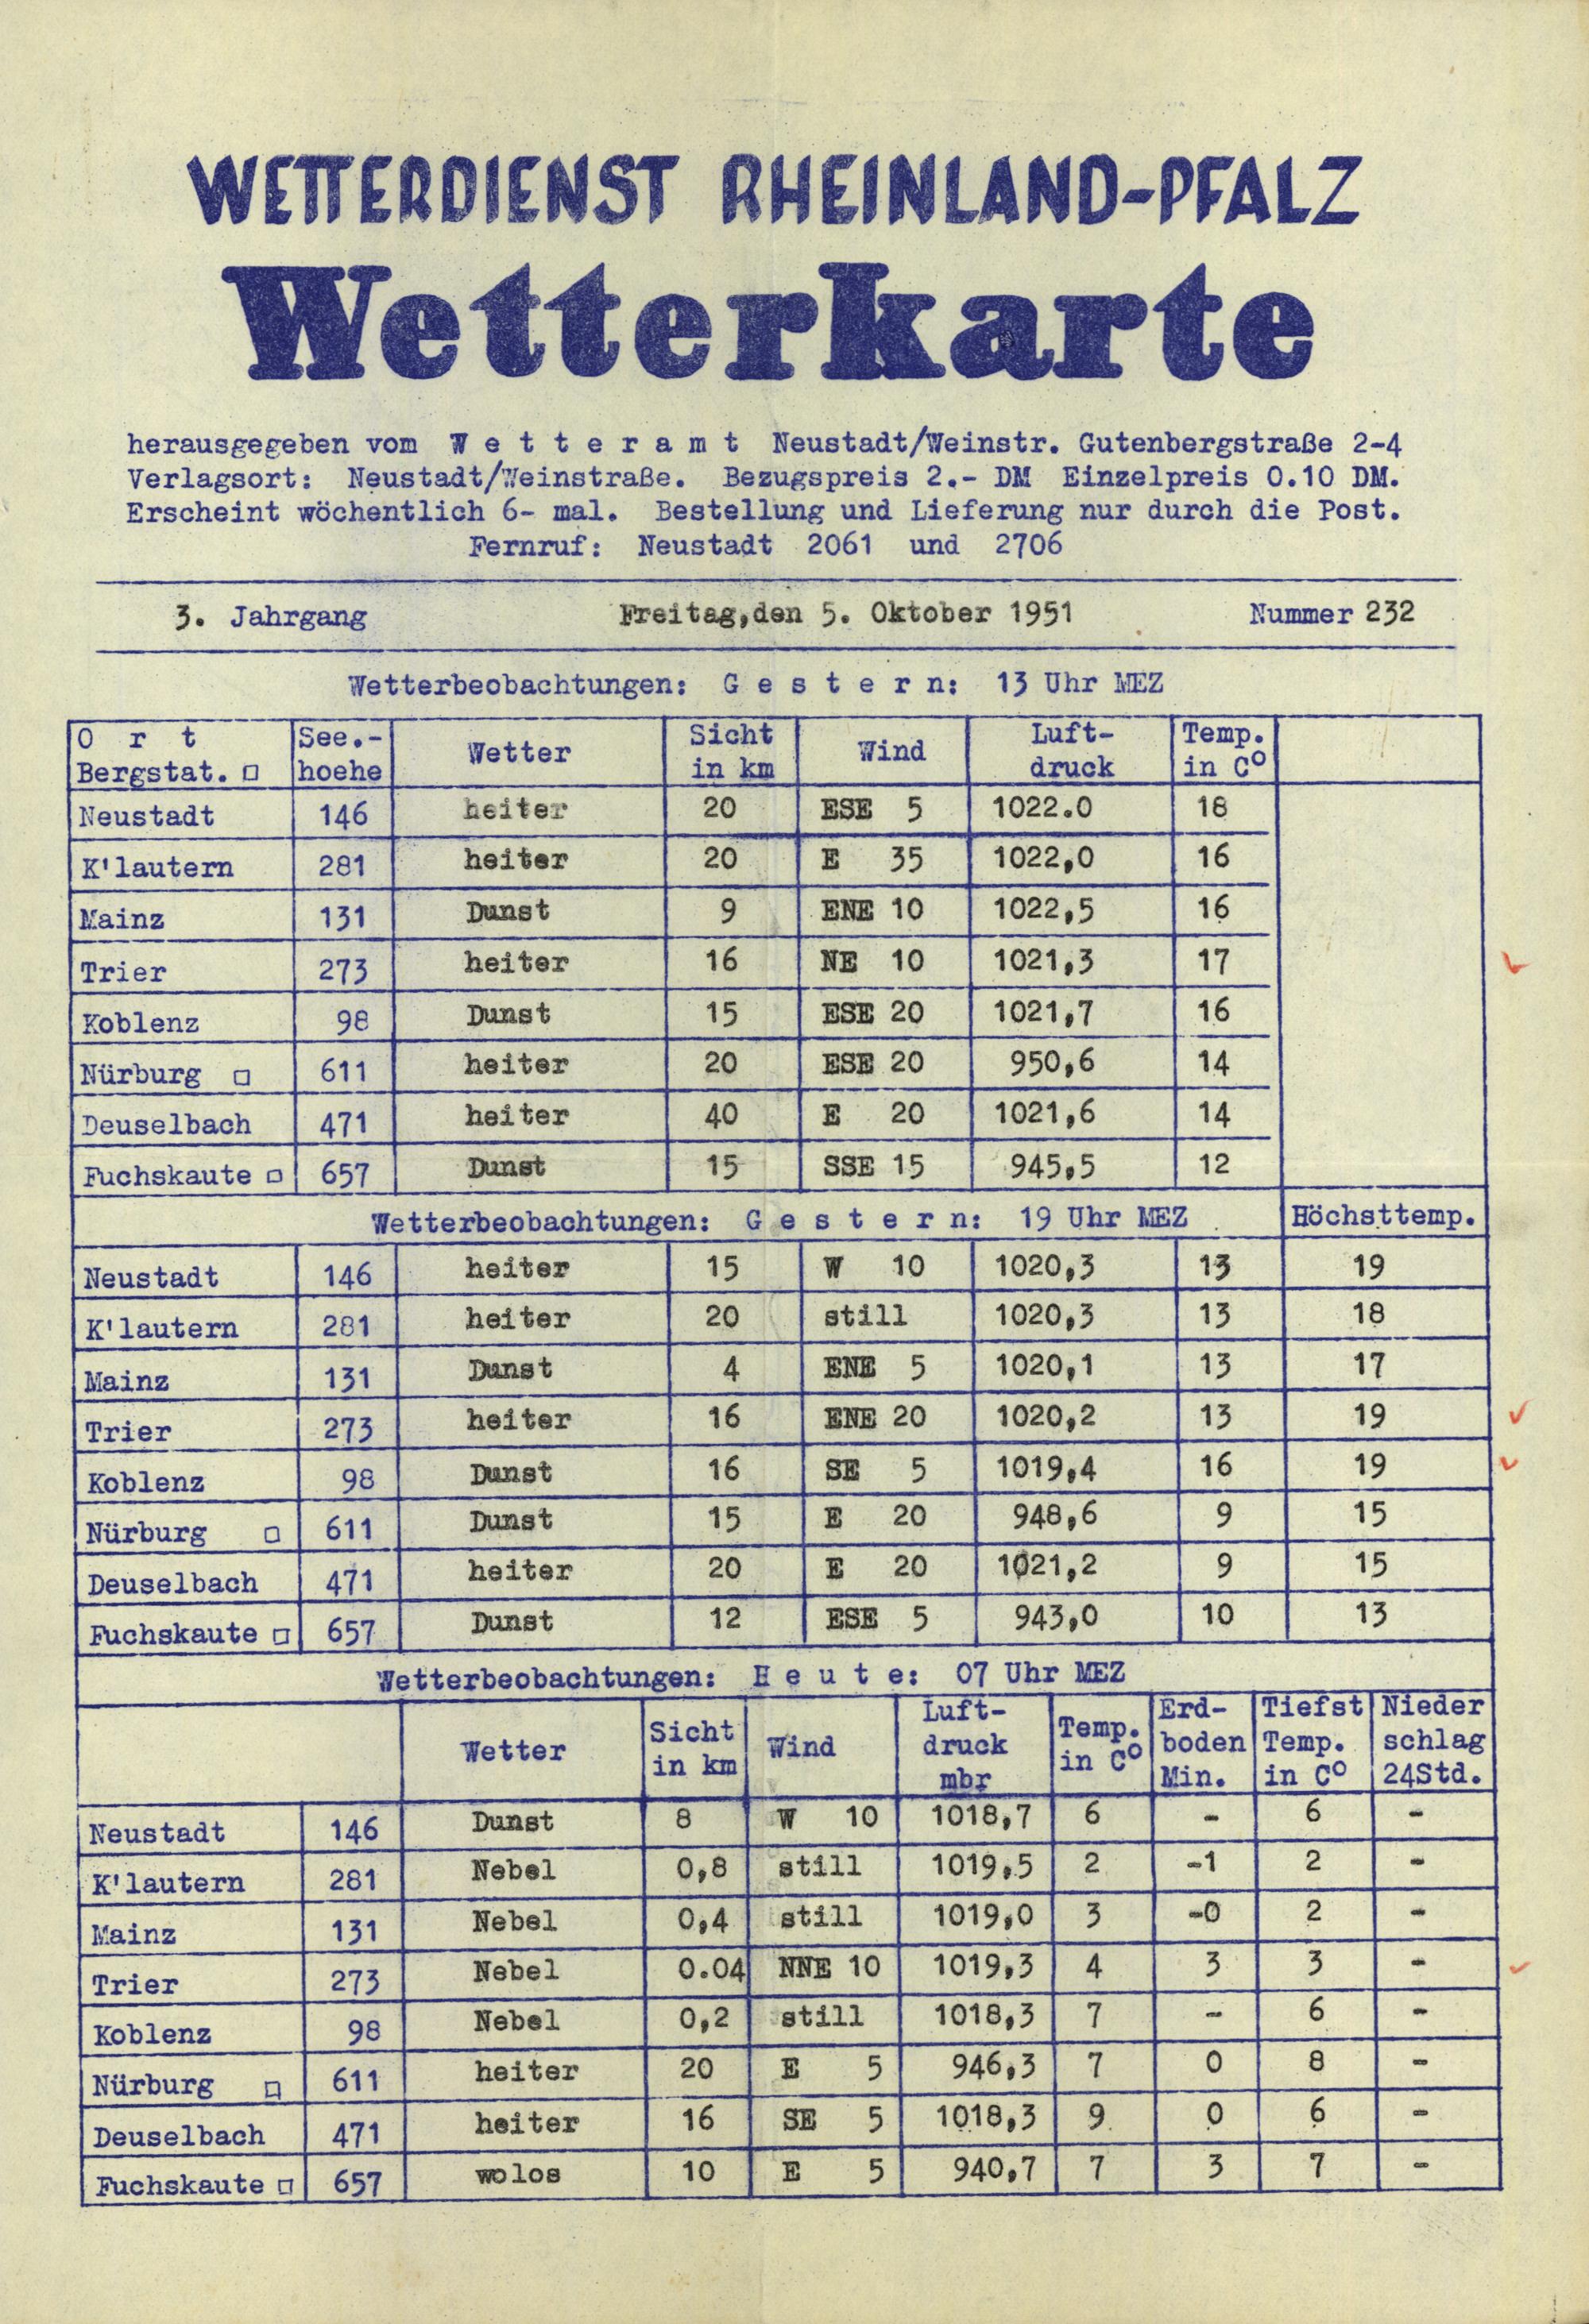 WETTERDIENST RHEINLAND-PFALZ
Wetterkarte
herausgegeben vom W e t t e r a m t Neustadt/Weinstr. Gutenbergstraße 2-4
Verlagsort: Neustadt/Weinstraße. Bezugspreis 2.- DM Einzelpreis 0.10 DM.
Erscheint wöchentlich 6- mal. Bestellung und Lieferung nur durch die Post.
Fernruf: Neustadt 2061 und 2706
3. Jahrgang Freitag,den 5. Oktober 1951 Nummer 232
Wetterbeobachtungen: G e s t e r n: 13 Uhr MEZ
O r t See.- Wetter Sicht Wind Luft- Temp.
Bergstat. □ hoehe in km druck in C°
Neustadt 146 heiter 20 ESE 5 1022.0 18
K'lautern 281 heiter 20 E 35 1022,0 16
Mainz 131 Dunst 9 ENE 10 1022,5 16
Trier 273 heiter 16 NE 10 1021,3 17
Koblenz 98 Dunst 15 ESE 20 1021,7 16
Nürburg □ 611 heiter 20 ESE 20 950,6 14
Deuselbach 471 heiter 40 E 20 1021,6 14
Fuchskaute □ 657 Dunst 15 SSE 15 945,5 12
Wetterbeobachtungen: G e s t e r n: 19 Uhr MEZ Höchsttemp.
Neustadt 146 heiter 15 W 10 1020,3 13 19
K'lautern 281 heiter 20 still 1020,3 13 18
Mainz 131 Dunst 4 ENE 5 1020,1 13 17
Trier 273 heiter 16 ENE 20 1020,2 13 19
Koblenz 98 Dunst 16 SE 5 1019,4 16 19
Nürburg □ 611 Dunst 15 E 20 948,6 9 15
Deuselbach 471 heiter 20 E 20 1021,2 9 15
Fuchskaute □ 657 Dunst 12 ESE 5 943,0 10 13
Wetterbeobachtungen: H e u t e: 07 Uhr MEZ
Wetter Sicht Wind Luft- Temp. Erd- Tiefst Nieder
in km druck in C° boden Temp. schlag
mbr Min. in C° 24Std.
Neustadt 146 Dunst 8 W 10 1018,7 6 - 6 -
K'lautern 281 Nebel 0,8 still 1019,5 2 -1 2 -
Mainz 131 Nebel 0,4 still 1019,0 3 -0 2 -
Trier 273 Nebel 0.04 NNE 10 1019,3 4 3 3 -
Koblenz 98 Nebel 0,2 still 1018,3 7 - 6 -
Nürburg □ 611 heiter 20 E 5 946,3 7 0 8 -
Deuselbach 471 heiter 16 SE 5 1018,3 9 0 6 -
Fuchskaute □ 657 wolos 10 E 5 940,7 7 3 7 -